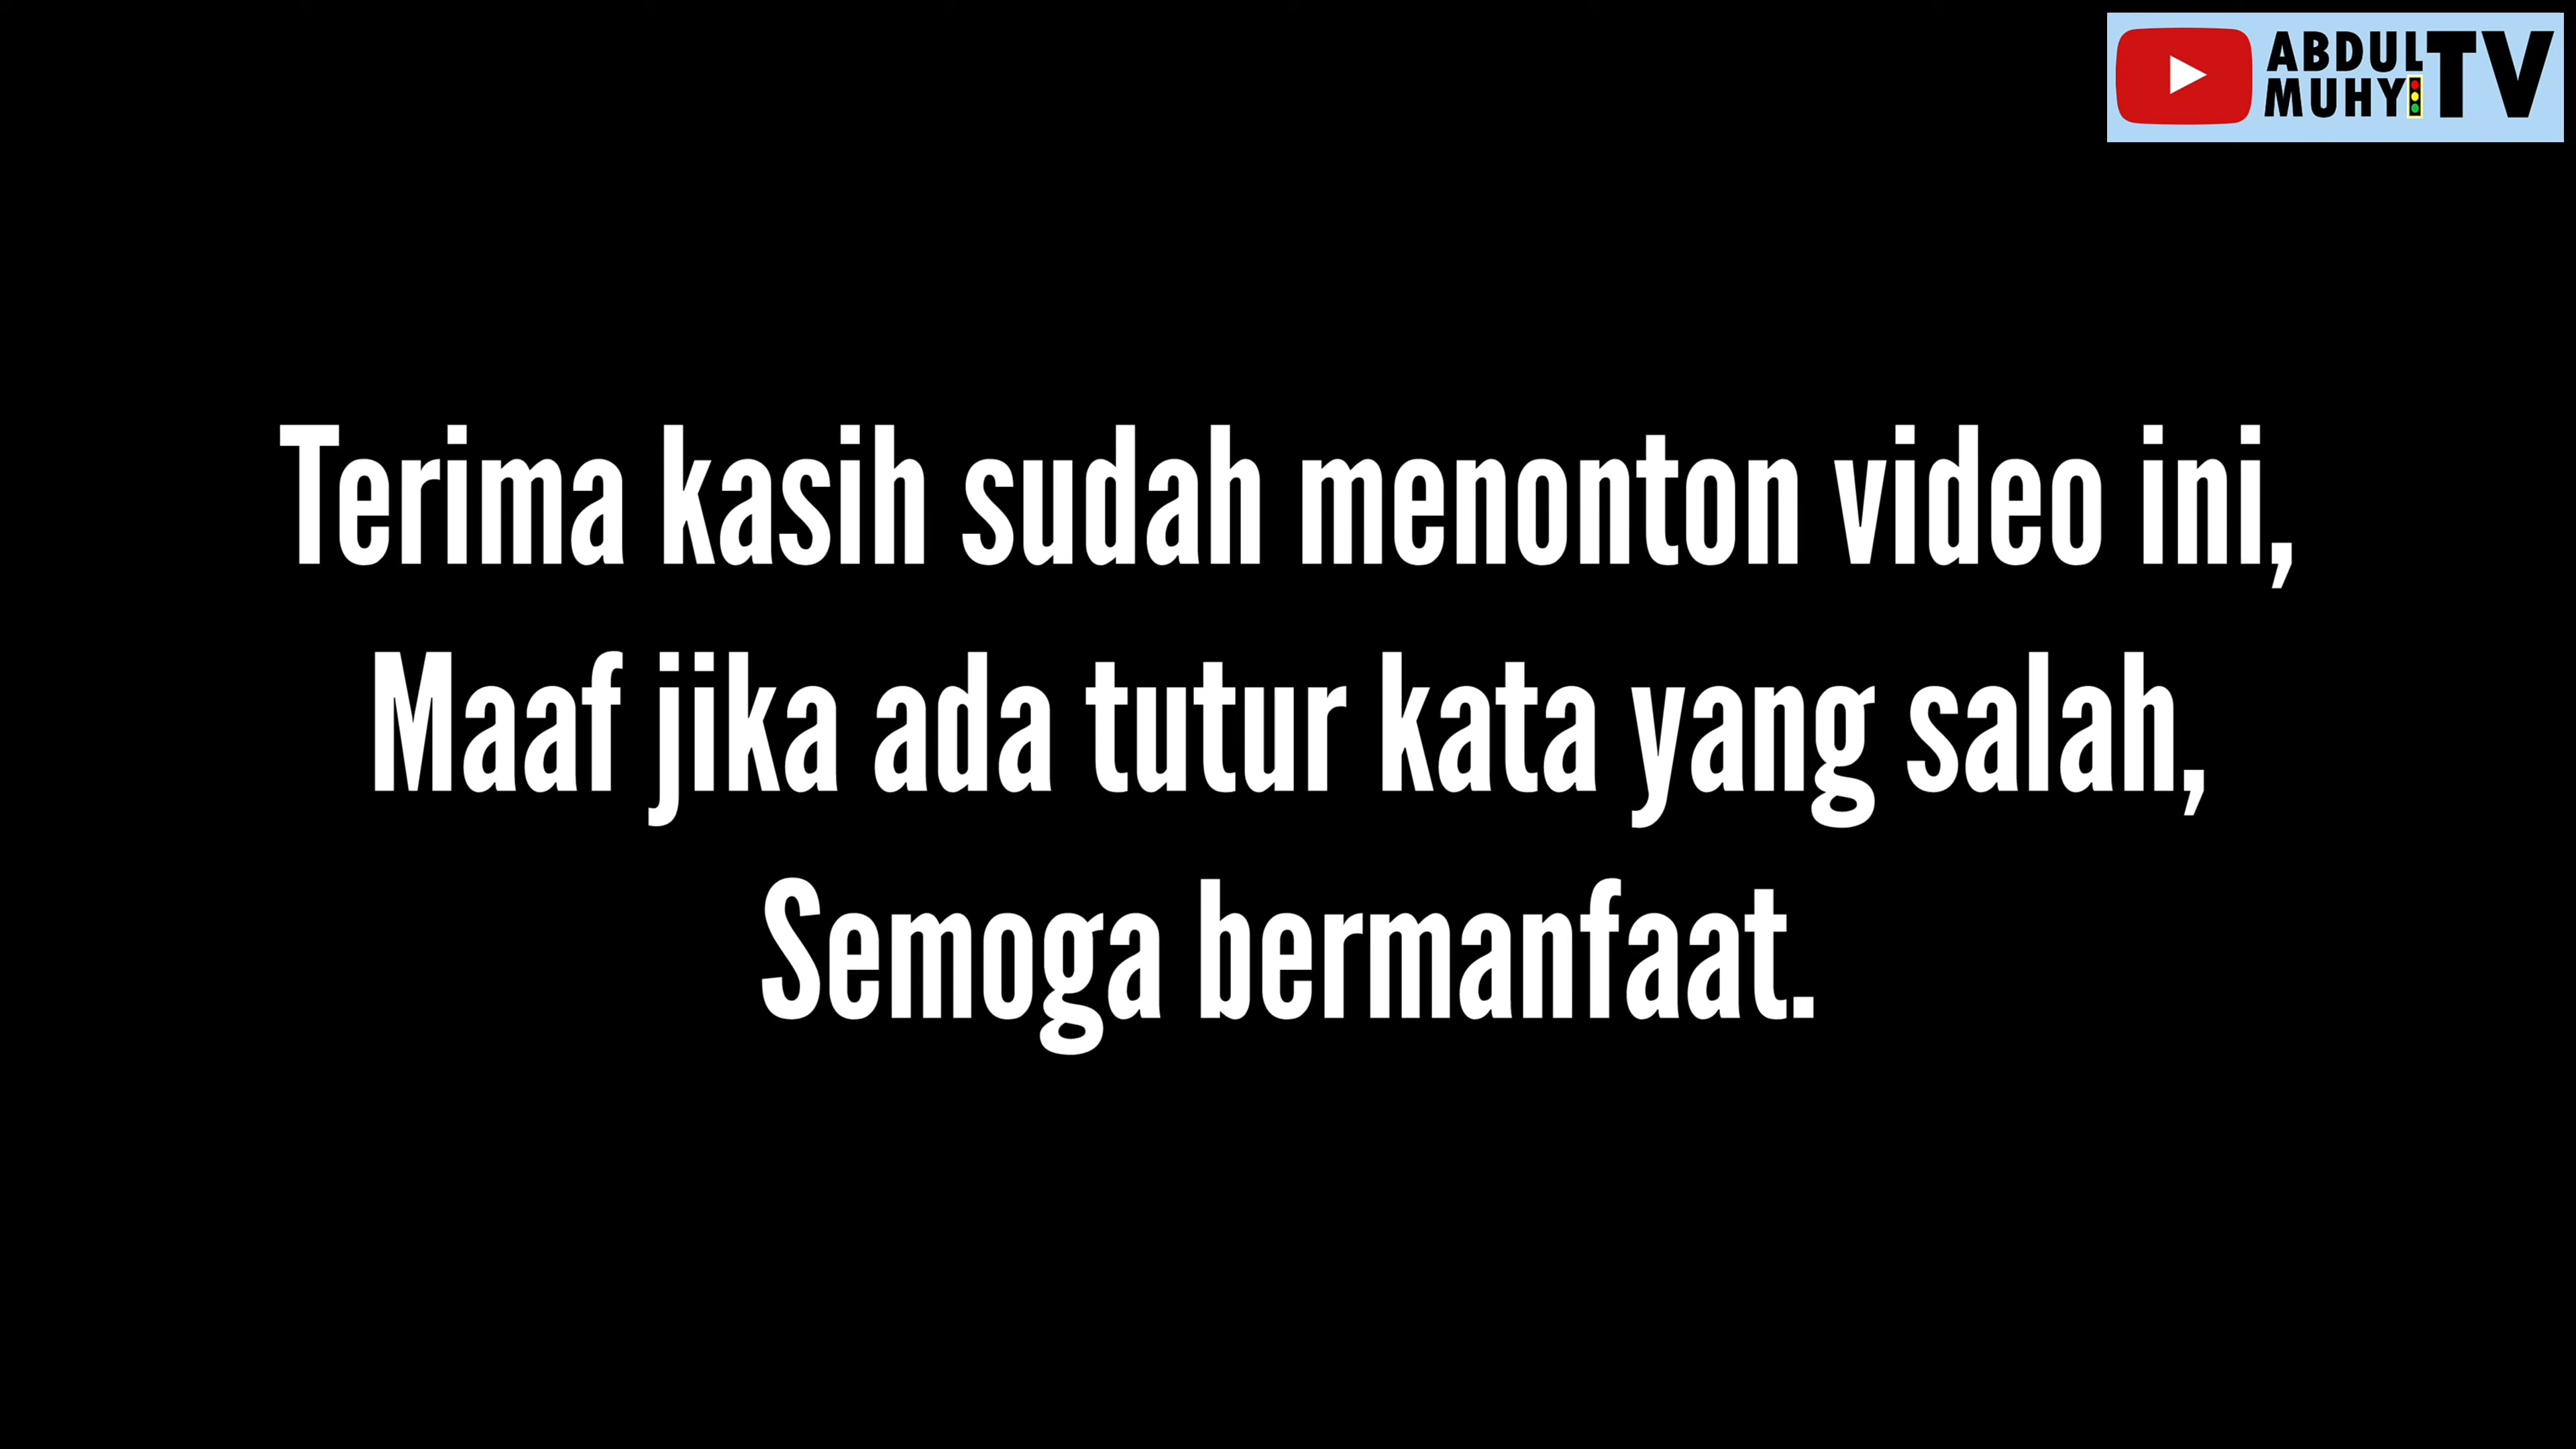 ABDUL
MUHYI
TV
Terima kasih sudah menonton video ini,
Maaf jika ada tutur kata yang salah,
Semoga bermanfaat.